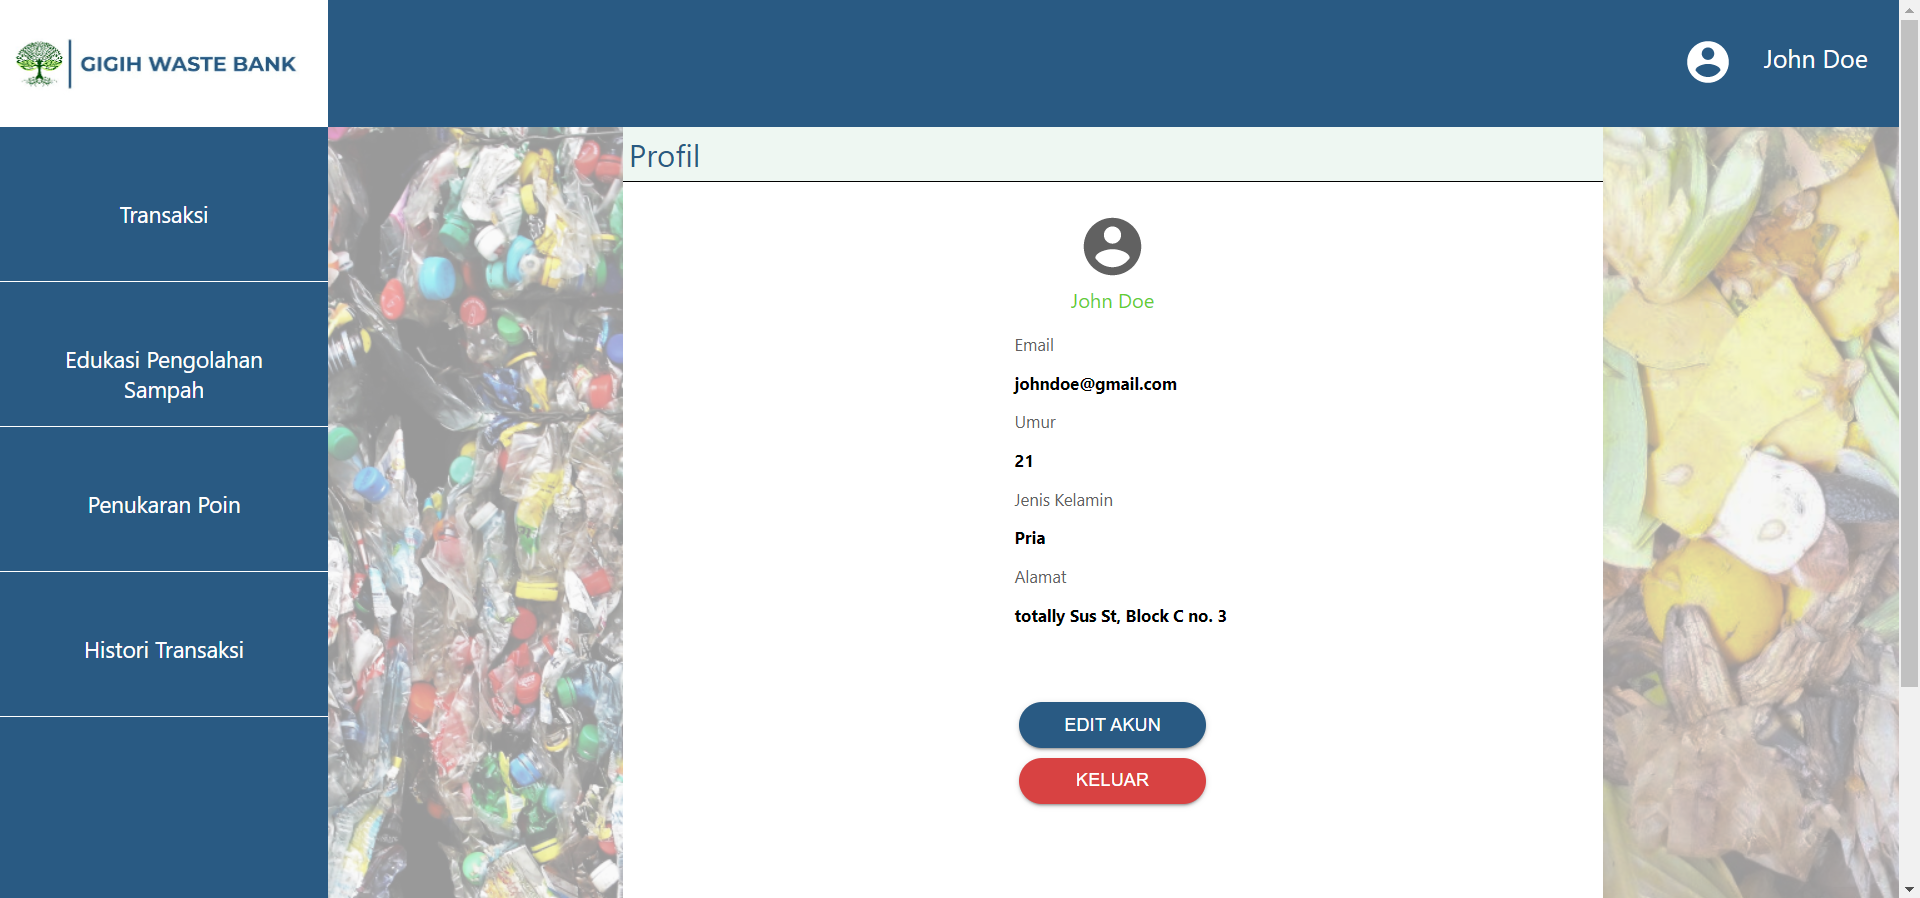 GIGIH WASTE BANK
John Doe
Transaksi
Edukasi Pengolahan
Sampah
Penukaran Poin
Histori Transaksi
Profil
John Doe
Email
johndoe@gmail.com
Umur
21
Jenis Kelamin
Pria
Alamat
totally Sus St, Block C no. 3
EDIT AKUN
KELUAR